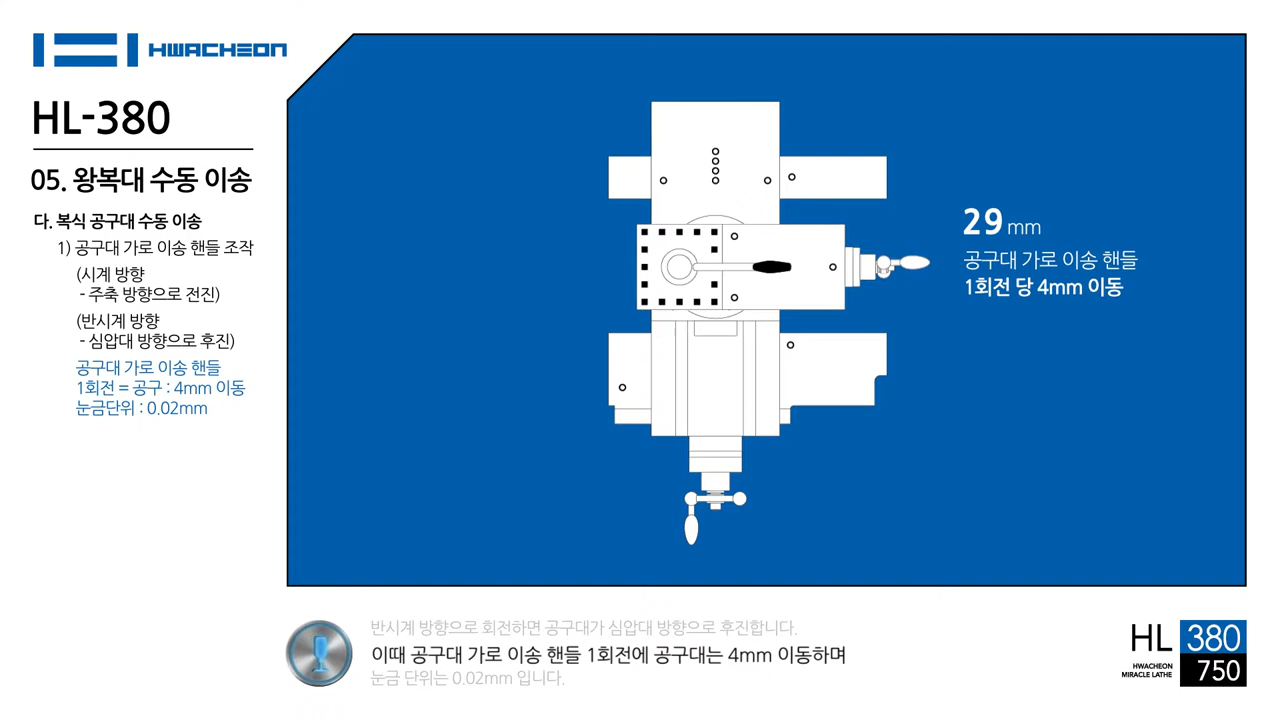 HWACHEON
HL-380
05. 왕복대 수동 이송
다. 복식 공구대 수동 이송
1) 공구대 가로 이송 핸들 조작
(시계 방향
- 주축 방향으로 전진)
(반시계 방향
- 심압대 방향으로 후진)
공구대 가로 이송 핸들
1회전 = 공구 : 4mm 이동
눈금단위 : 0.02mm
29 mm
공구대 가로 이송 핸들
1회전 당 4mm 이동
반시계 방향으로 회전하면 공구대가 심압대 방향으로 후진합니다.
이때 공구대 가로 이송 핸들 1회전에 공구대는 4mm 이동하며
눈금 단위는 0.02mm 입니다.
HL 380
HWACHEON
MIRACLE LATHE
750